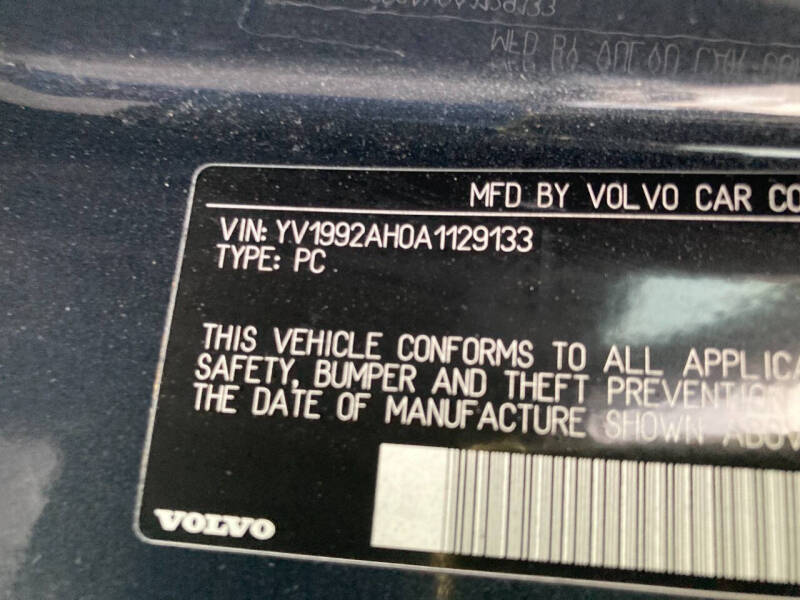 MFD BY VOLVO CAR CO
VIN: YV1992AH0A1129133
TYPE: PC
THIS VEHICLE CONFORMS TO ALL APPLICA
SAFETY, BUMPER AND THEFT PREVENTION
THE DATE OF MANUFACTURE SHOWN ABOV
VOLVO